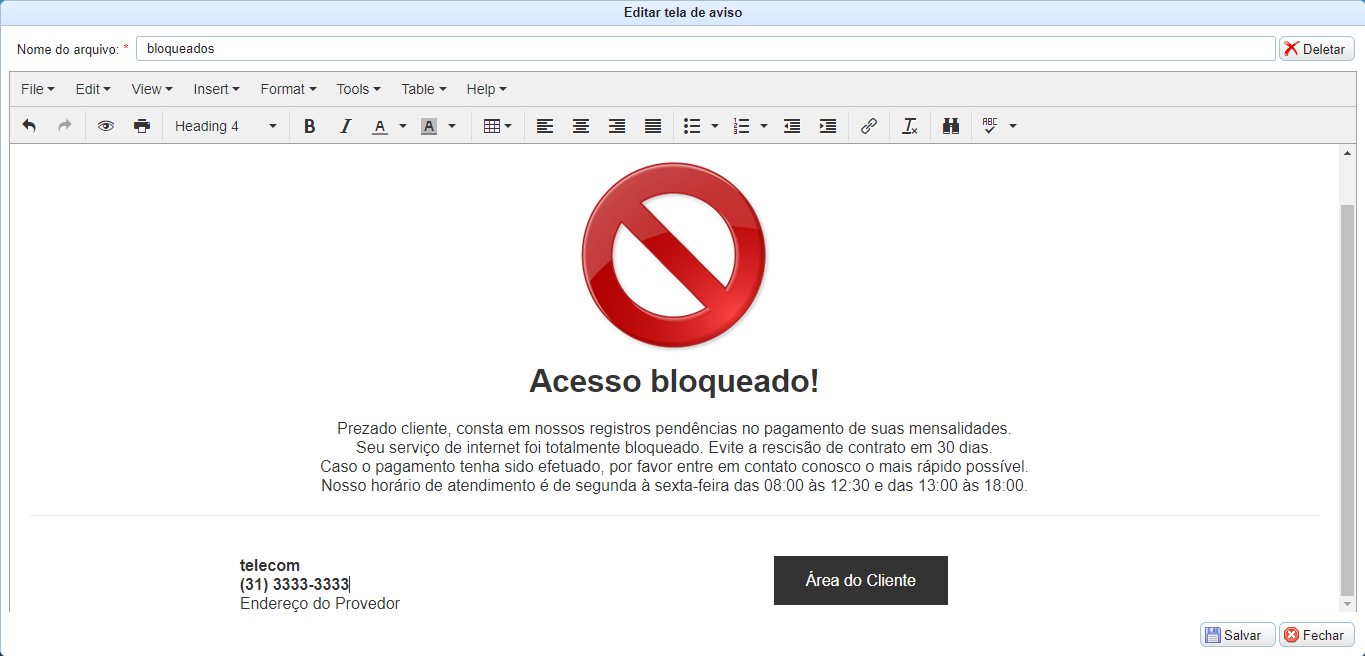 Editar tela de aviso
Nome do arquivo: * bloqueados Deletar
File Edit View Insert Format Tools Table Help
Heading 4 B I A A ABC
Acesso bloqueado!
Prezado cliente, consta em nossos registros pendências no pagamento de suas mensalidades.
Seu serviço de internet foi totalmente bloqueado. Evite a rescisão de contrato em 30 dias.
Caso o pagamento tenha sido efetuado, por favor entre em contato conosco o mais rápido possível.
Nosso horário de atendimento é de segunda à sexta-feira das 08:00 às 12:30 e das 13:00 às 18:00.
telecom
(31) 3333-3333
Endereço do Provedor
Área do Cliente
Salvar Fechar